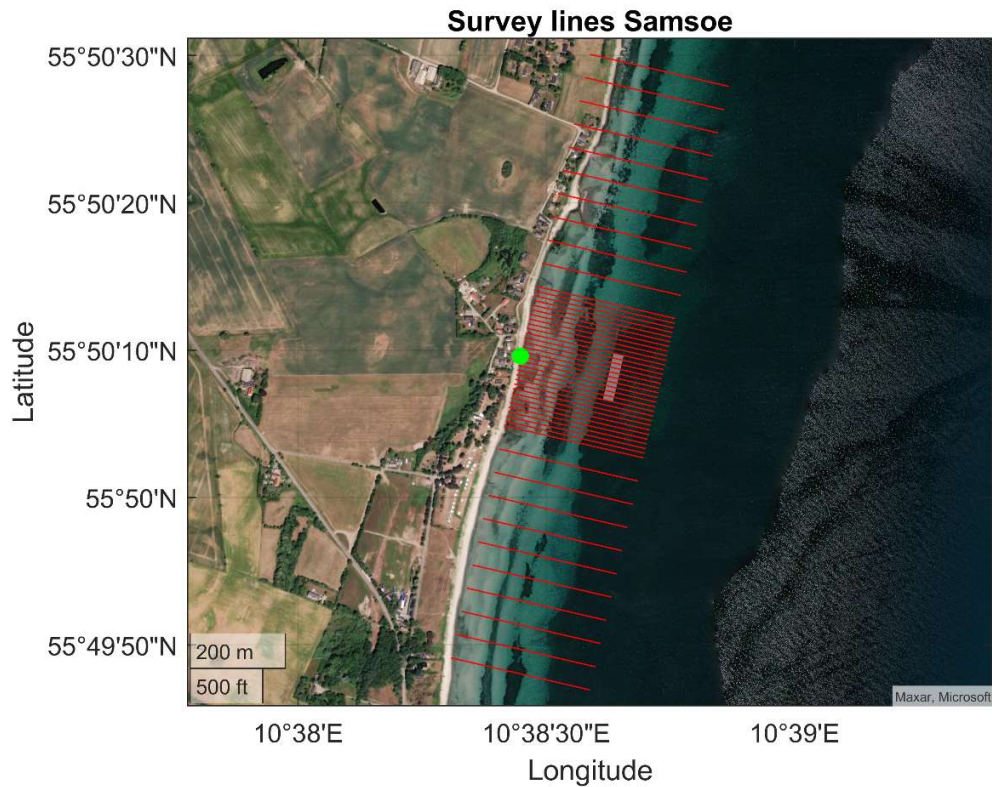 Survey lines Samsoe
55°50'30"N
55°50'20"N
55°50'10"N
55°50'N
55°49'50"N
Latitude
200 m
500 ft
Maxar, Microsoft
10°38'E
10°38'30"E
10°39'E
Longitude